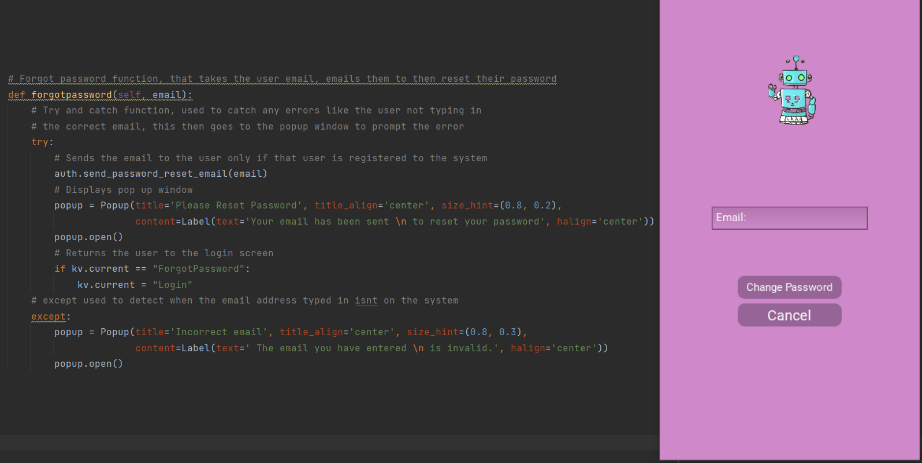 # Forgot password function, that takes the user email, emails them to then reset their password
def forgotpassword(self, email):
# Try and catch function, used to catch any errors like the user not typing in
# the correct email, this then goes to the popup window to prompt the error
try:
# Sends the email to the user only if that user is registered to the system
auth.send_password_reset_email(email)
# Displays pop up window
popup = Popup(title='Please Reset Password', title_align='center', size_hint=(0.8, 0.2),
content=Label(text='Your email has been sent \n to reset your password', halign='center'))
popup.open()
# Returns the user to the login screen
if kv.current == "ForgotPassword":
kv.current = "Login"
# except used to detect when the email address typed in isnt on the system
except:
popup = Popup(title='Incorrect email', title_align='center', size_hint=(0.8, 0.3),
content=Label(text=' The email you have entered \n is invalid.', halign='center'))
popup.open()
Email:
Change Password
Cancel